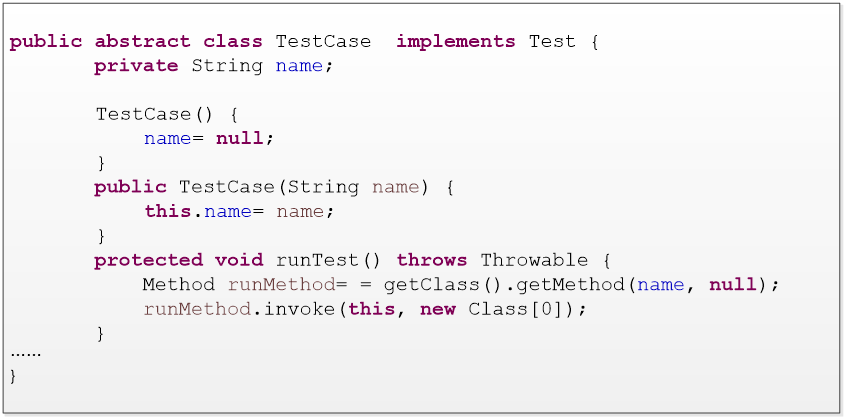 public abstract class TestCase  implements Test {
private String name;
TestCase() {
name= null;
}
public TestCase(String name) {
this.name= name;
}
protected void runTest() throws Throwable {
Method runMethod= = getClass().getMethod(name, null);
runMethod.invoke(this, new Class[0]);
}
......
}